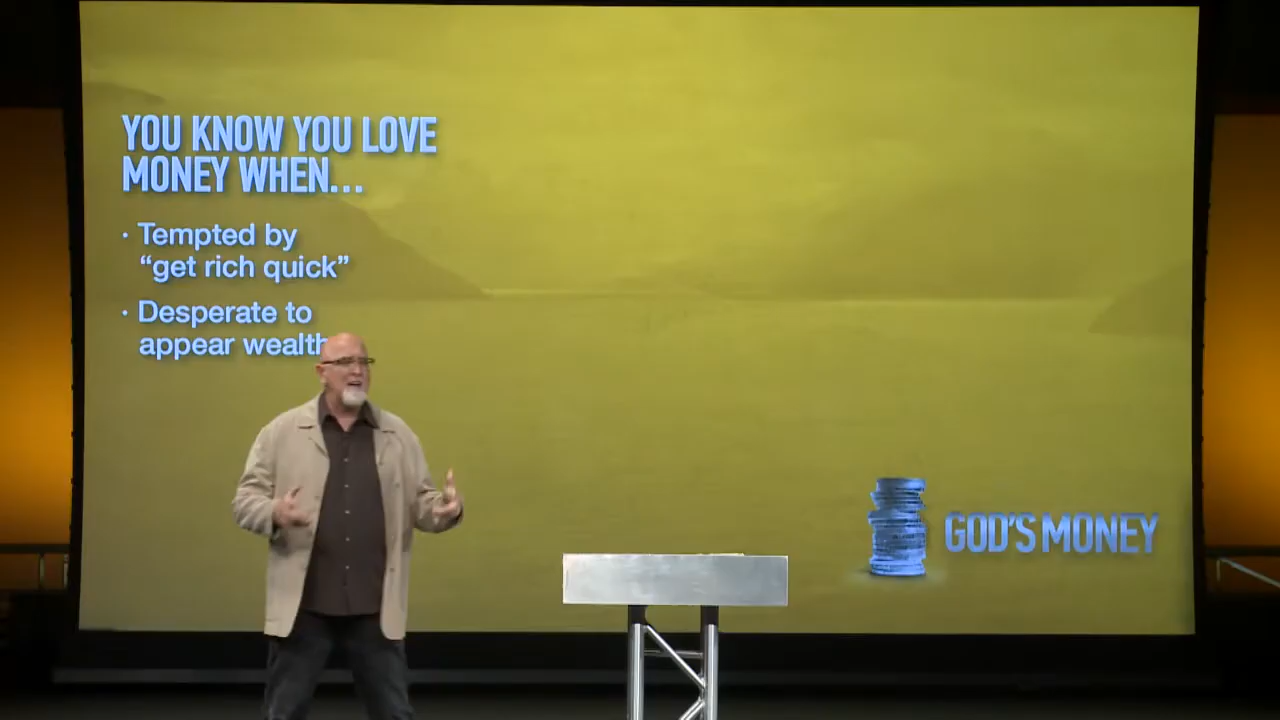 YOU KNOW YOU LOVE
MONEY WHEN...
· Tempted by
“get rich quick”
· Desperate to
appear
GOD'S MONEY